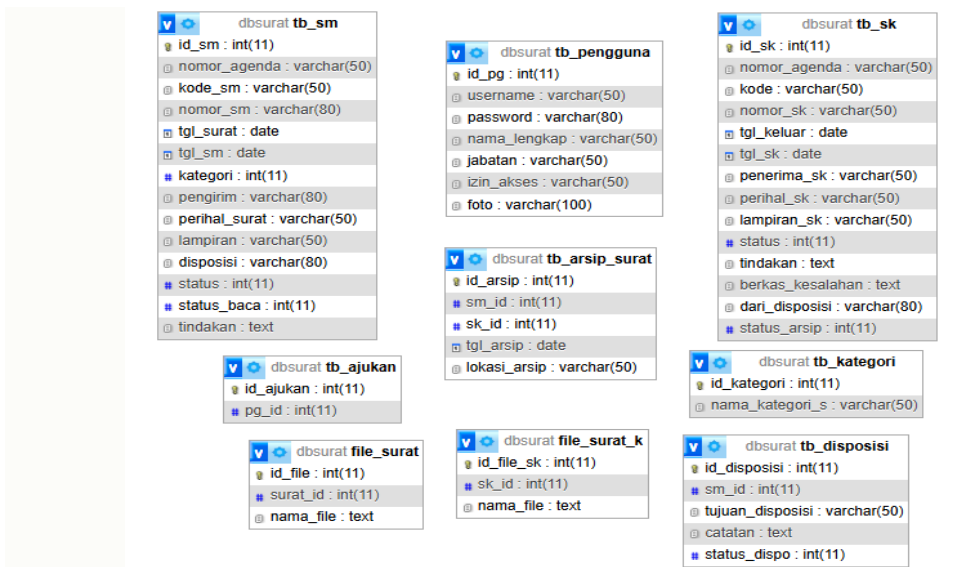 dbsurat tb_sm
id_sm : int(11)
nomor_agenda : varchar(50)
kode_sm : varchar(50)
nomor_sm : varchar(80)
tgl_surat : date
tgl_sm : date
kategori : int(11)
pengirim : varchar(80)
perihal_surat : varchar(50)
lampiran : varchar(50)
disposisi : varchar(80)
status : int(11)
status_baca : int(11)
tindakan : text
dbsurat tb_pengguna
id_pg : int(11)
username : varchar(50)
password : varchar(80)
nama_lengkap : varchar(50)
jabatan : varchar(50)
izin_akses : varchar(50)
foto : varchar(100)
dbsurat tb_sk
id_sk : int(11)
nomor_agenda : varchar(50)
kode : varchar(50)
nomor_sk : varchar(50)
tgl_keluar : date
tgl_sk : date
penerima_sk : varchar(50)
perihal_sk : varchar(50)
lampiran_sk : varchar(50)
status : int(11)
tindakan : text
berkas_kesalahan : text
dari_disposisi : varchar(80)
status_arsip : int(11)
dbsurat tb_arsip_surat
id_arsip : int(11)
sm_id : int(11)
sk_id : int(11)
tgl_arsip : date
lokasi_arsip : varchar(50)
dbsurat tb_ajukan
id_ajukan : int(11)
pg_id : int(11)
dbsurat tb_kategori
id_kategori : int(11)
nama_kategori_s : varchar(50)
dbsurat file_surat
id_file : int(11)
surat_id : int(11)
nama_file : text
dbsurat file_surat_k
id_file_sk : int(11)
sk_id : int(11)
nama_file : text
dbsurat tb_disposisi
id_disposisi : int(11)
sm_id : int(11)
tujuan_disposisi : varchar(50)
catatan : text
status_dispo : int(11)